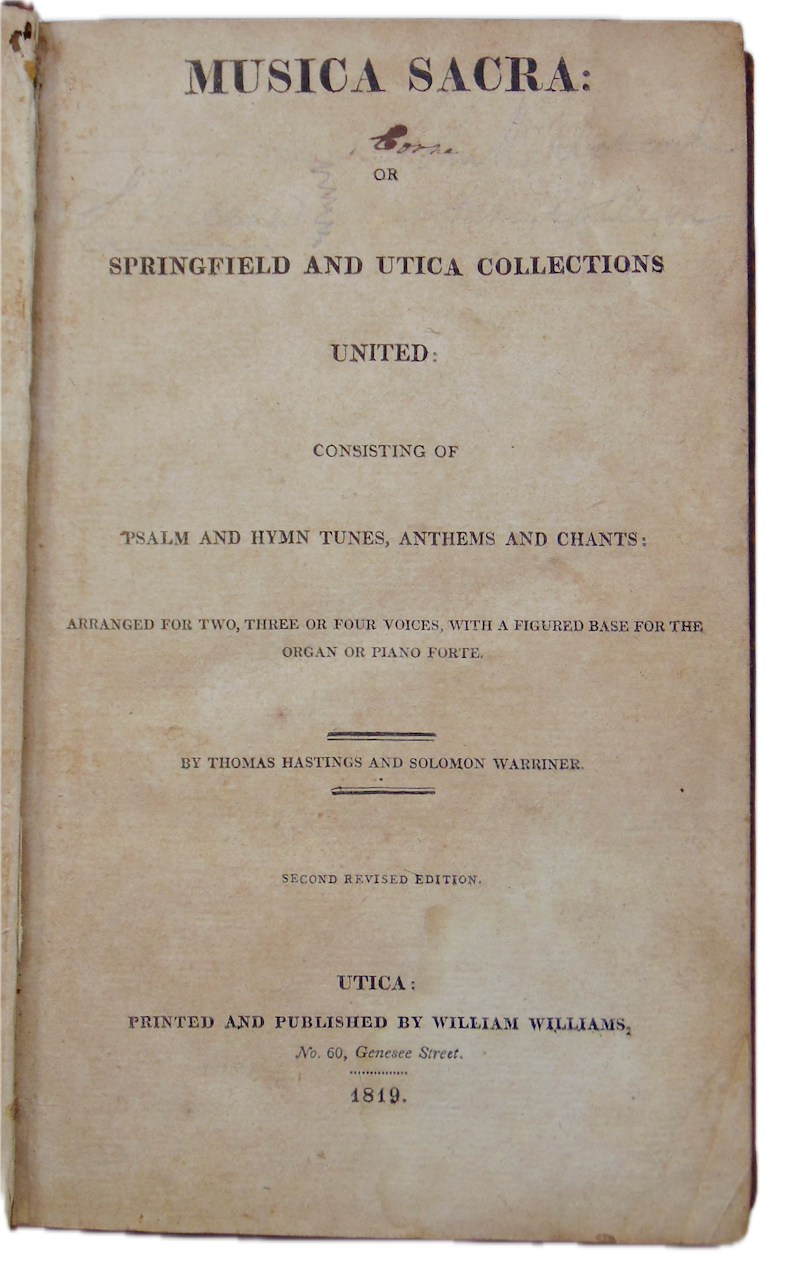 MUSICA SACRA:
OR
SPRINGFIELD AND UTICA COLLECTIONS
UNITED:
CONSISTING OF
PSALM AND HYMN TUNES, ANTHEMS AND CHANTS:
ARRANGED FOR TWO, THREE OR FOUR VOICES, WITH A FIGURED BASE FOR THE
ORGAN OR PIANO FORTE.
BY THOMAS HASTINGS AND SOLOMON WARRINER.
SECOND REVISED EDITION.
UTICA:
PRINTED AND PUBLISHED BY WILLIAM WILLIAMS,
No. 60, Genesee Street.
1819.